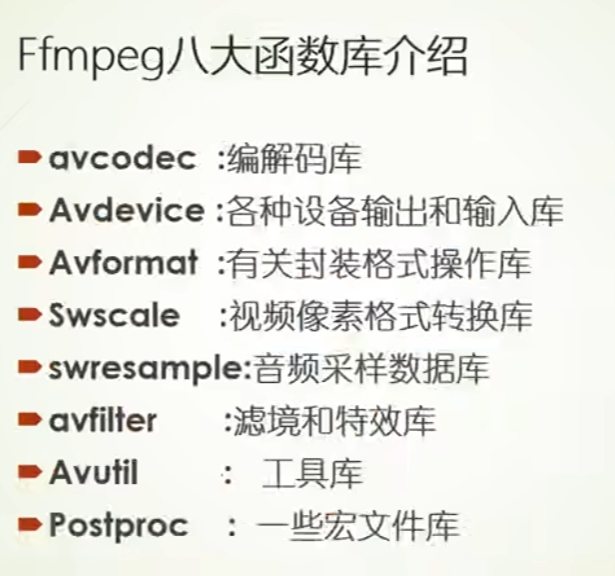 Ffmpeg八大函数库介绍
avcodec :编解码库
Avdevice :各种设备输出和输入库
Avformat :有关封装格式操作库
Swscale :视频像素格式转换库
swresample:音频采样数据库
avfilter :滤境和特效库
Avutil : 工具库
Postproc : 一些宏文件库